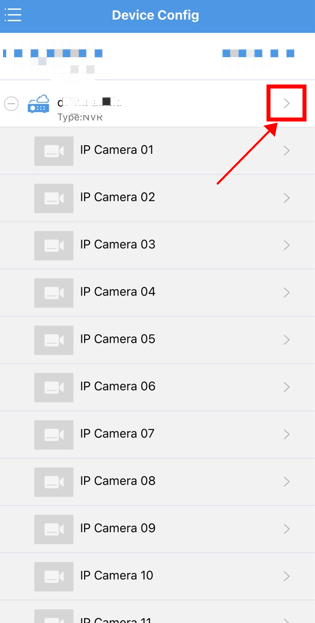 Device Config
Type:NVR
IP Camera 01
IP Camera 02
IP Camera 03
IP Camera 04
IP Camera 05
IP Camera 06
IP Camera 07
IP Camera 08
IP Camera 09
IP Camera 10
IP Camera 11